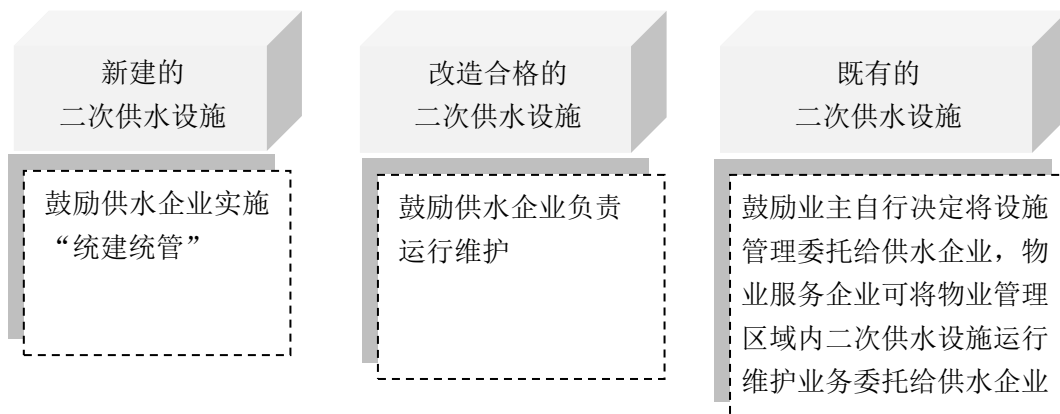 新建的
二次供水设施
鼓励供水企业实施
“统建统管”
改造合格的
二次供水设施
鼓励供水企业负责
运行维护
既有的
二次供水设施
鼓励业主自行决定将设施
管理委托给供水企业，物
业服务企业可将物业管理
区域内二次供水设施运行
维护业务委托给供水企业